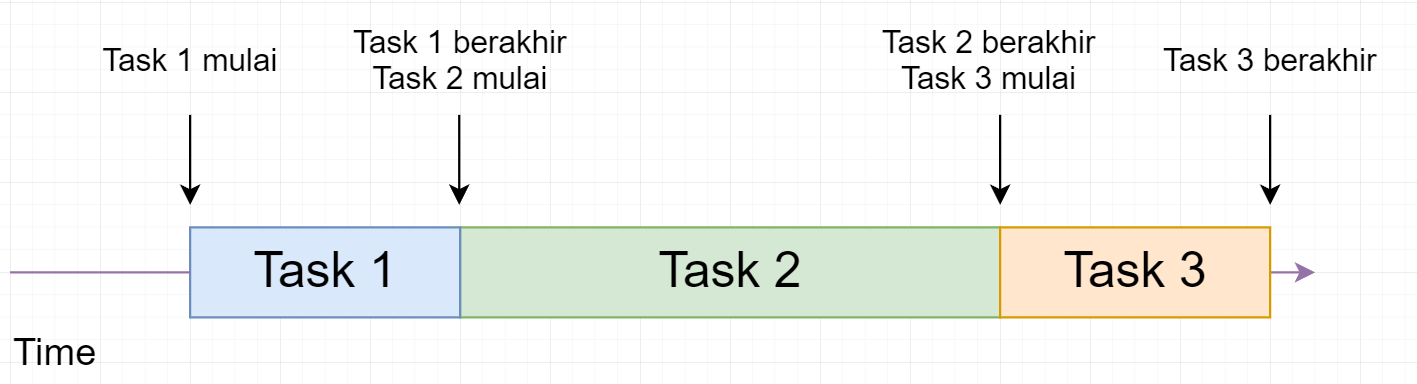 Task 1 mulai
Task 1 berakhir
Task 2 mulai
Task 2 berakhir
Task 3 mulai
Task 3 berakhir
Task 1
Task 2
Task 3
Time